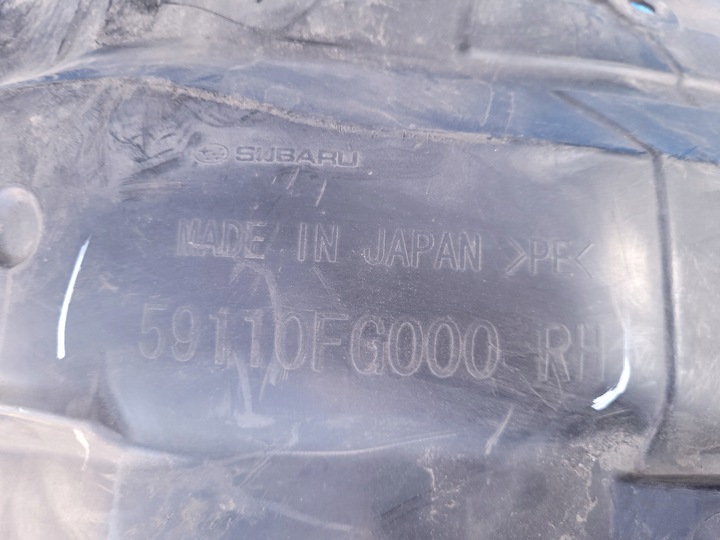 SUBARU
MADE IN JAPAN >PE<
59110FG000 RH